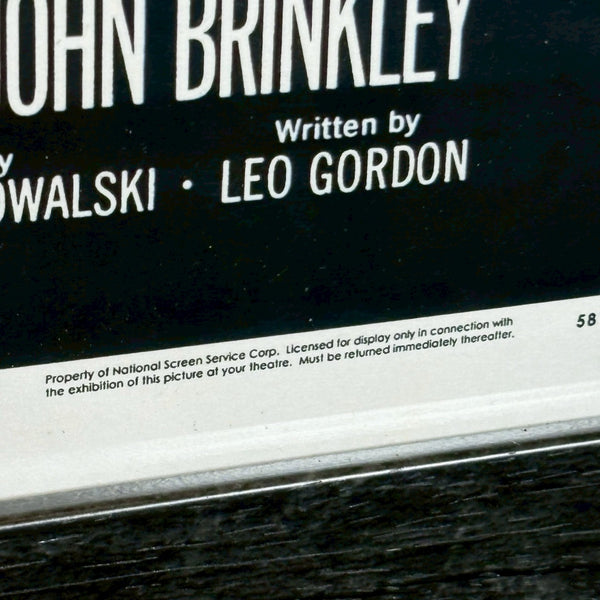 OHN BRINKLEY
Written by
y
OWALSKI · LEO GORDON
Property of National Screen Service Corp. Licensed for display only in connection with
the exhibition of this picture at your theatre. Must be returned immediately thereafter.
58